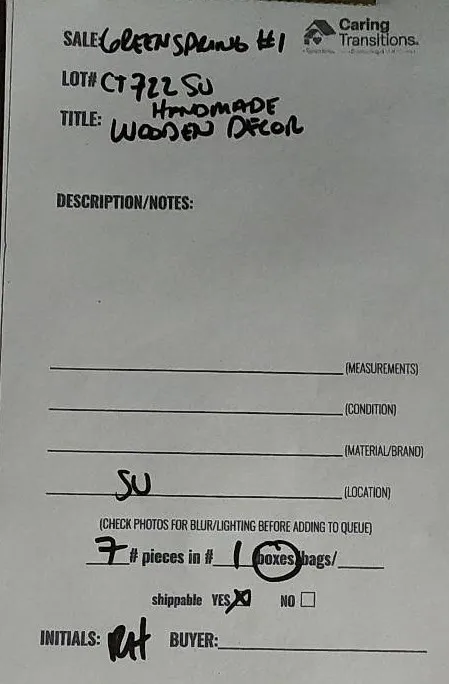 SALE: GREENSPRING #1
Caring
Transitions.
LOT# CT722 SU
TITLE: HANDMADE
WOODEN DECOR
DESCRIPTION/NOTES:
(MEASUREMENTS)
(CONDITION)
(MATERIAL/BRAND)
SU (LOCATION)
(CHECK PHOTOS FOR BLUR/LIGHTING BEFORE ADDING TO QUEUE)
7 # pieces in # 1 boxes/bags/
shippable YES NO
INITIALS: RH BUYER: